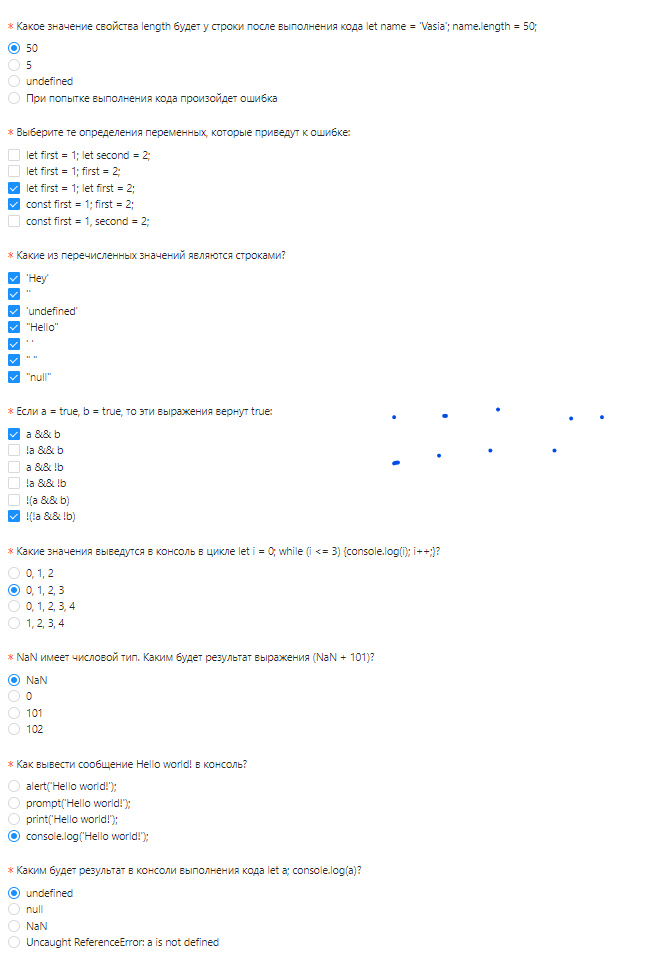 * Какое значение свойства length будет у строки после выполнения кода let name = 'Vasia'; name.length = 50;
50
5
undefined
При попытке выполнения кода произойдет ошибка
* Выберите те определения переменных, которые приведут к ошибке:
let first = 1; let second = 2;
let first = 1; first = 2;
let first = 1; let first = 2;
const first = 1; first = 2;
const first = 1, second = 2;
* Какие из перечисленных значений являются строками?
'Hey'
''
'undefined'
"Hello"
' '
" "
"null"
* Если a = true, b = true, то эти выражения вернут true:
a && b
!a && b
a && !b
!a && !b
!(a && b)
!(!a && !b)
* Какие значения выведутся в консоль в цикле let i = 0; while (i <= 3) {console.log(i); i++;}?
0, 1, 2
0, 1, 2, 3
0, 1, 2, 3, 4
1, 2, 3, 4
* NaN имеет числовой тип. Каким будет результат выражения (NaN + 101)?
NaN
0
101
102
* Как вывести сообщение Hello world! в консоль?
alert('Hello world!');
prompt('Hello world!');
print('Hello world!');
console.log('Hello world!');
* Каким будет результат в консоли выполнения кода let a; console.log(a)?
undefined
null
NaN
Uncaught ReferenceError: a is not defined